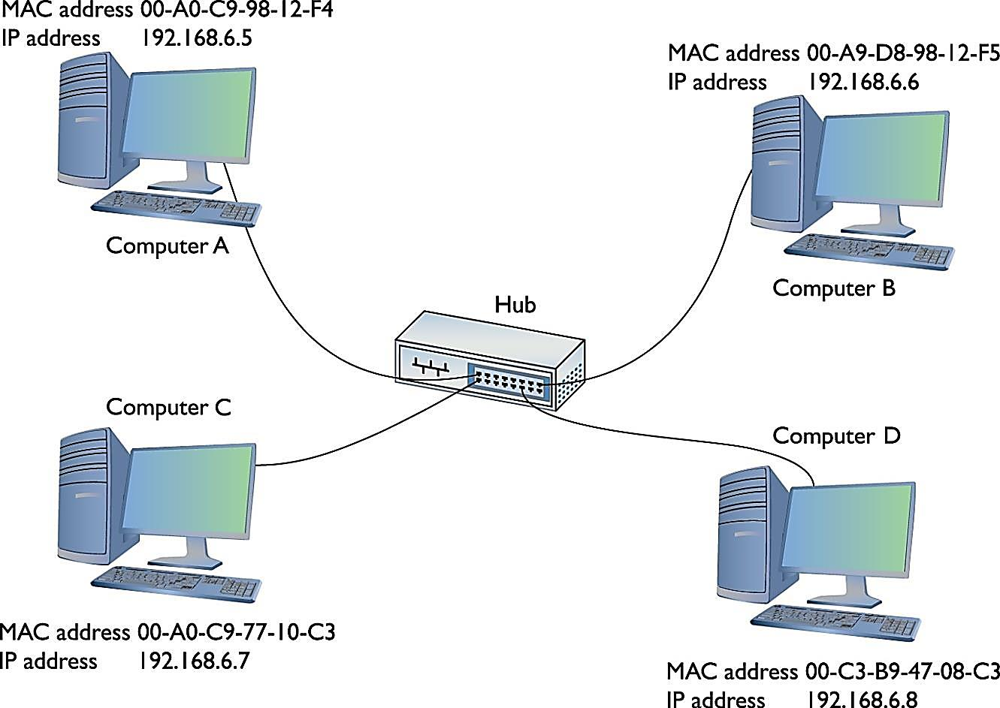 MAC address 00-A0-C9-98-12-F4
IP address 192.168.6.5
MAC address 00-A9-D8-98-12-F5
IP address 192.168.6.6
Computer A
Computer B
Hub
Computer C
Computer D
MAC address 00-A0-C9-77-10-C3
IP address 192.168.6.7
MAC address 00-C3-B9-47-08-C3
IP address 192.168.6.8